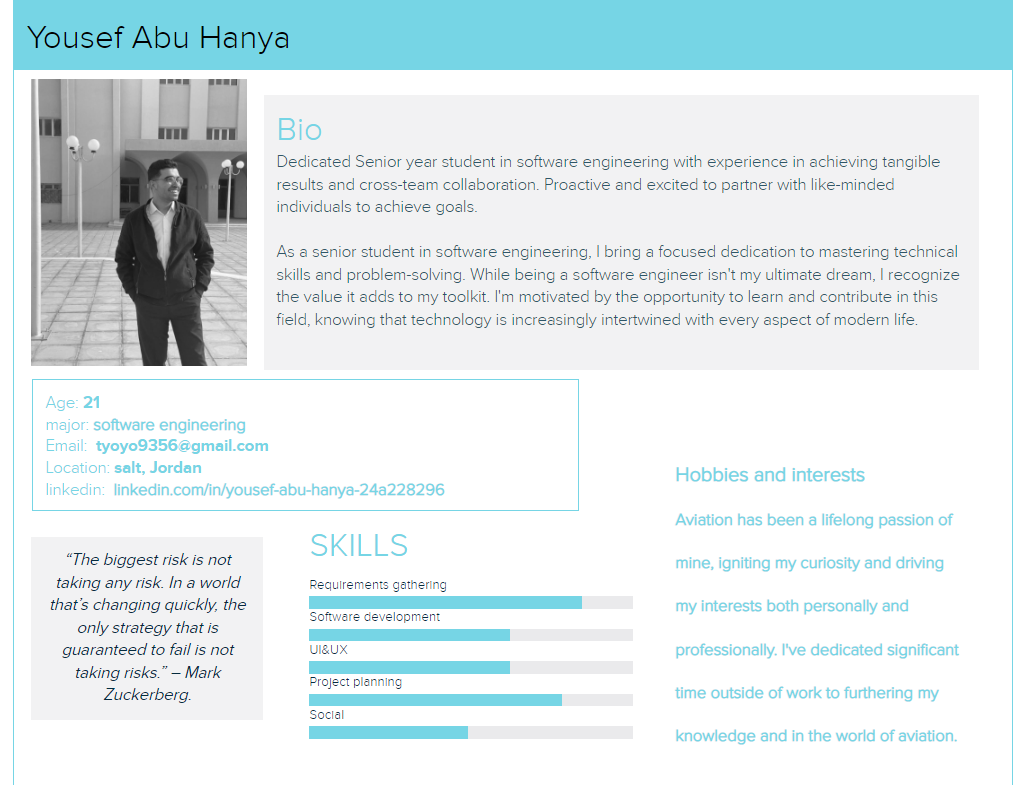 Yousef Abu Hanya
Bio
Dedicated Senior year student in software engineering with experience in achieving tangible
results and cross-team collaboration. Proactive and excited to partner with like-minded
individuals to achieve goals.
As a senior student in software engineering, I bring a focused dedication to mastering technical
skills and problem-solving. While being a software engineer isn't my ultimate dream, I recognize
the value it adds to my toolkit. I'm motivated by the opportunity to learn and contribute in this
field, knowing that technology is increasingly intertwined with every aspect of modern life.
Age: 21
major: software engineering
Email: tyoyo9356@gmail.com
Location: salt, Jordan
linkedin: linkedin.com/in/yousef-abu-hanya-24a228296
“The biggest risk is not
taking any risk. In a world
that’s changing quickly, the
only strategy that is
guaranteed to fail is not
taking risks.” – Mark
Zuckerberg.
SKILLS
Requirements gathering
Software development
UI&UX
Project planning
Social
Hobbies and interests
Aviation has been a lifelong passion of
mine, igniting my curiosity and driving
my interests both personally and
professionally. I've dedicated significant
time outside of work to furthering my
knowledge and in the world of aviation.